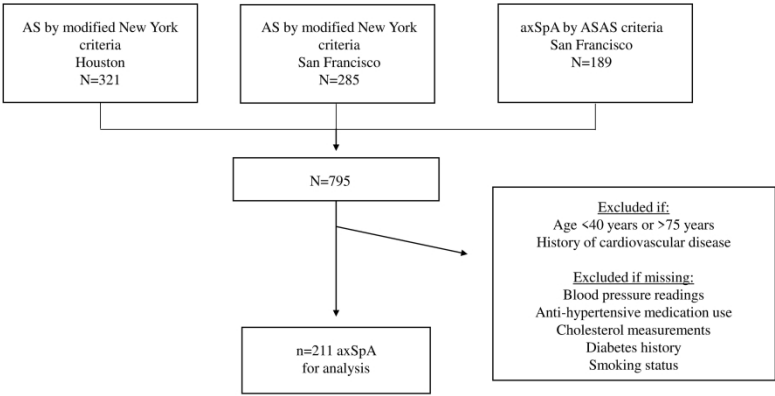 AS by modified New York
criteria
Houston
N=321
AS by modified New York
criteria
San Francisco
N=285
axSpA by ASAS criteria
San Francisco
N=189
N=795
Excluded if:
Age <40 years or >75 years
History of cardiovascular disease
Excluded if missing:
Blood pressure readings
Anti-hypertensive medication use
Cholesterol measurements
Diabetes history
Smoking status
n=211 axSpA
for analysis